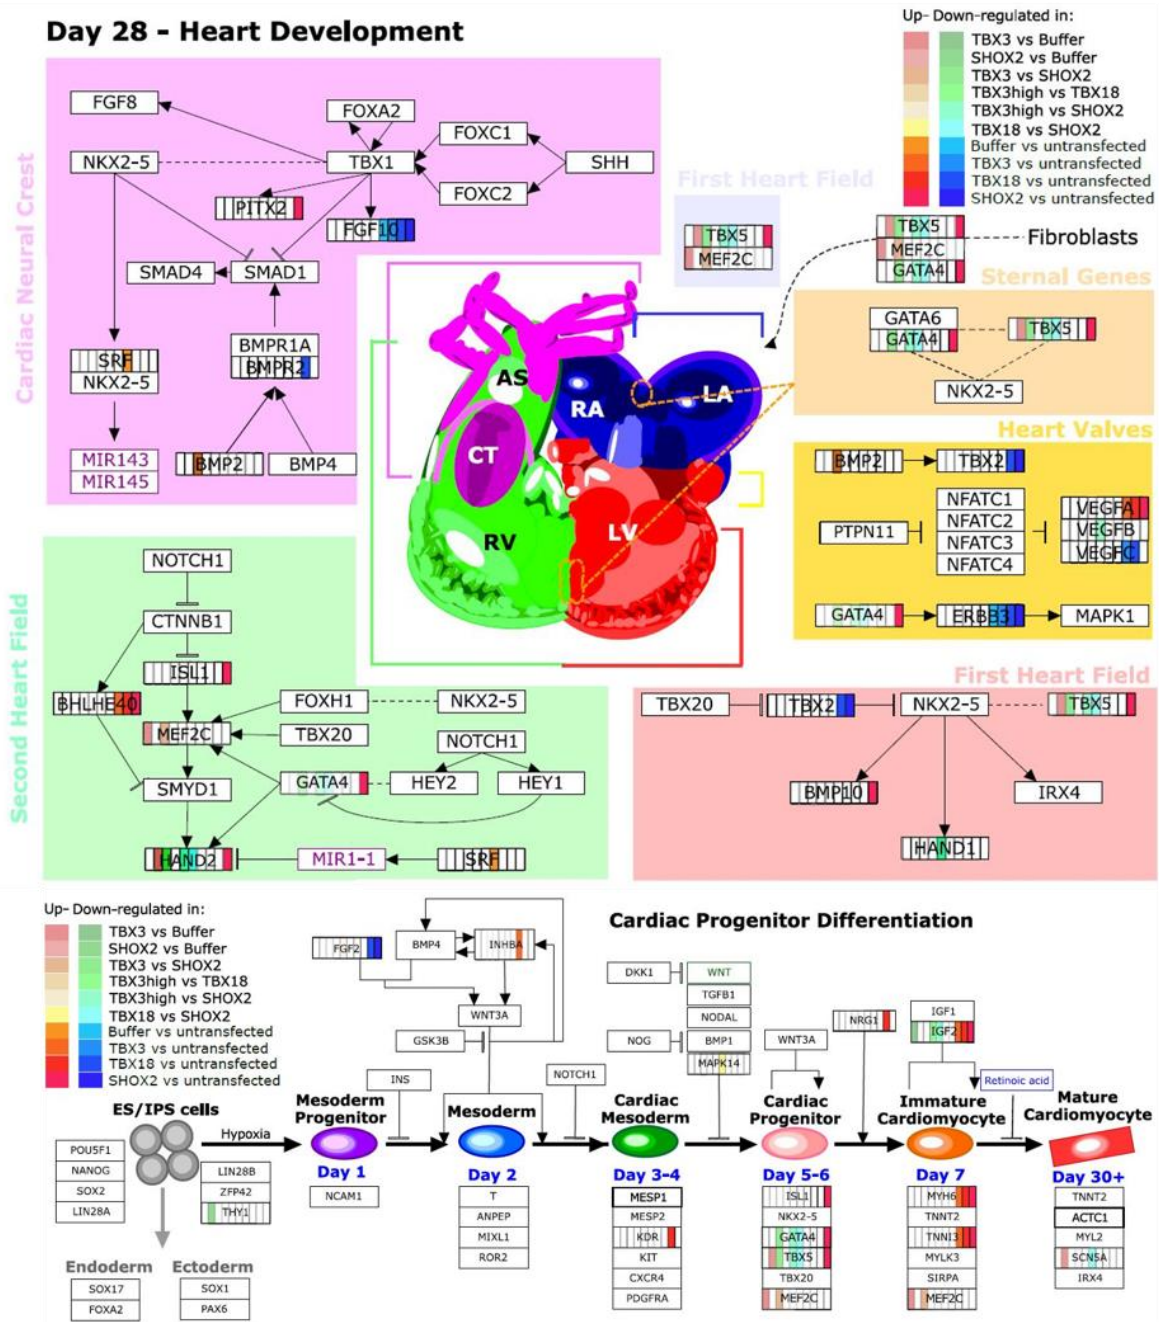 Day 28 - Heart Development
Up- Down-regulated in:
TBX3 vs Buffer
SHOX2 vs Buffer
TBX3 vs SHOX2
TBX3high vs TBX18
TBX3high vs SHOX2
TBX18 vs SHOX2
Buffer vs untransfected
TBX3 vs untransfected
TBX18 vs untransfected
SHOX2 vs untransfected
Cardiac Neural Crest
FGF8
FOXA2
FOXC1
NKX2-5
TBX1
SHH
FOXC2
PITX2
FGF10
SMAD4
SMAD1
BMPR1A
BMPR2
SRF
NKX2-5
MIR143
MIR145
BMP2
BMP4
First Heart Field
TBX5
MEF2C
TBX5
MEF2C
GATA4
Fibroblasts
Sternal Genes
GATA6
GATA4
TBX5
NKX2-5
AS
CT
RV
RA
LA
LV
Heart Valves
BMP2
TBX2
NFATC1
NFATC2
NFATC3
NFATC4
PTPN11
VEGFA
VEGFB
VEGFC
GATA4
ERBB3
MAPK1
Second Heart Field
NOTCH1
CTNNB1
ISL1
BHLHE40
FOXH1
NKX2-5
MEF2C
TBX20
NOTCH1
SMYD1
GATA4
HEY2
HEY1
HAND2
MIR1-1
SRF
First Heart Field
TBX20
TBX2
NKX2-5
TBX5
BMP10
IRX4
HAND1
Up- Down-regulated in:
TBX3 vs Buffer
SHOX2 vs Buffer
TBX3 vs SHOX2
TBX3high vs TBX18
TBX3high vs SHOX2
TBX18 vs SHOX2
Buffer vs untransfected
TBX3 vs untransfected
TBX18 vs untransfected
SHOX2 vs untransfected
Cardiac Progenitor Differentiation
FGF2
BMP4
INHBA
WNT3A
GSK3B
INS
NOTCH1
DKK1
WNT
TGFB1
NODAL
NOG
BMP1
MAPK14
WNT3A
NRG1
IGF1
IGF2
Retinoic acid
ES/IPS cells
Hypoxia
POU5F1
NANOG
SOX2
LIN28A
LIN28B
ZFP42
THY1
Endoderm
SOX17
FOXA2
Ectoderm
SOX1
PAX6
Mesoderm
Progenitor
Day 1
NCAM1
Mesoderm
Day 2
T
ANPEP
MIXL1
ROR2
Cardiac
Mesoderm
Day 3-4
MESP1
MESP2
KDR
KIT
CXCR4
PDGFRA
Cardiac
Progenitor
Day 5-6
ISL1
NKX2-5
GATA4
TBX5
TBX20
MEF2C
Immature
Cardiomyocyte
Day 7
MYH6
TNNT2
TNNI3
MYLK3
SIRPA
MEF2C
Mature
Cardiomyocyte
Day 30+
TNNT2
ACTC1
MYL2
SCN5A
IRX4